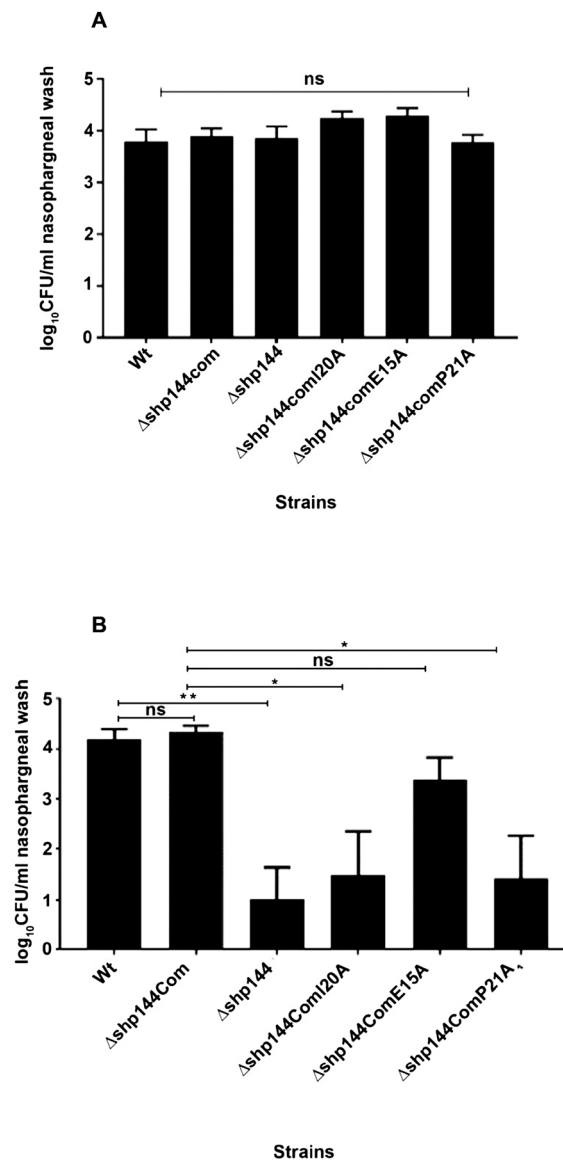 A
log10CFU/ml nasophargneal wash
5
4
3
2
1
0
ns
Wt
Δshp144com
Δshp144
Δshp144comI20A
Δshp144comE15A
Δshp144comP21A
Strains
B
log10CFU/ml nasophargneal wash
5
4
3
2
1
0
*
ns
*
**
ns
Wt
Δshp144Com
Δshp144
Δshp144ComI20A
Δshp144ComE15A
Δshp144ComP21A
Strains